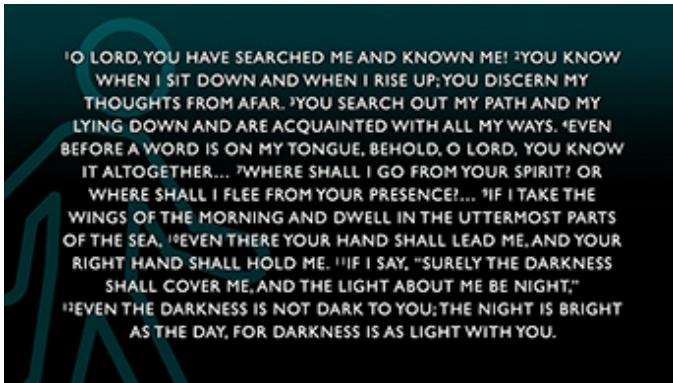 ¹O LORD, YOU HAVE SEARCHED ME AND KNOWN ME! ²YOU KNOW
WHEN I SIT DOWN AND WHEN I RISE UP; YOU DISCERN MY
THOUGHTS FROM AFAR. ³YOU SEARCH OUT MY PATH AND MY
LYING DOWN AND ARE ACQUAINTED WITH ALL MY WAYS. ⁴EVEN
BEFORE A WORD IS ON MY TONGUE, BEHOLD, O LORD, YOU KNOW
IT ALTOGETHER... ⁷WHERE SHALL I GO FROM YOUR SPIRIT? OR
WHERE SHALL I FLEE FROM YOUR PRESENCE?... ⁹IF I TAKE THE
WINGS OF THE MORNING AND DWELL IN THE UTTERMOST PARTS
OF THE SEA, ¹⁰EVEN THERE YOUR HAND SHALL LEAD ME, AND YOUR
RIGHT HAND SHALL HOLD ME. ¹¹IF I SAY, "SURELY THE DARKNESS
SHALL COVER ME, AND THE LIGHT ABOUT ME BE NIGHT,"
¹²EVEN THE DARKNESS IS NOT DARK TO YOU; THE NIGHT IS BRIGHT
AS THE DAY, FOR DARKNESS IS AS LIGHT WITH YOU.